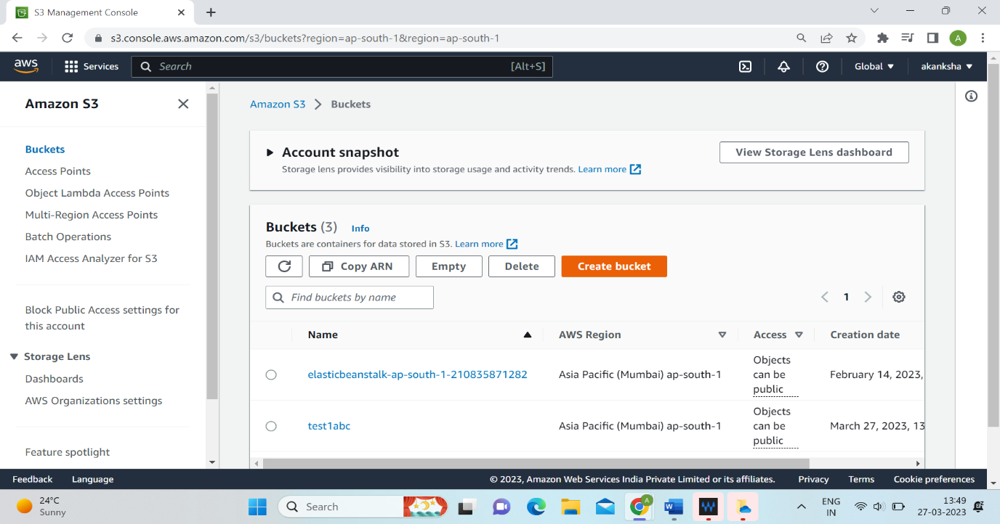 S3 Management Console
s3.console.aws.amazon.com/s3/buckets?region=ap-south-1&region=ap-south-1
A
aws
Services
Search
[Alt+S]
Global
akanksha
Amazon S3
Buckets
Access Points
Object Lambda Access Points
Multi-Region Access Points
Batch Operations
IAM Access Analyzer for S3
Block Public Access settings for
this account
Storage Lens
Dashboards
AWS Organizations settings
Feature spotlight
Amazon S3 > Buckets
Account snapshot
Storage lens provides visibility into storage usage and activity trends. Learn more
View Storage Lens dashboard
Buckets (3) Info
Buckets are containers for data stored in S3. Learn more
Copy ARN
Empty
Delete
Create bucket
Find buckets by name
1
Name
AWS Region
Access
Creation date
elasticbeanstalk-ap-south-1-210835871282
Asia Pacific (Mumbai) ap-south-1
Objects
can be
public
February 14, 2023,
test1abc
Asia Pacific (Mumbai) ap-south-1
Objects
can be
public
March 27, 2023, 13
Feedback
Language
© 2023, Amazon Web Services India Private Limited or its affiliates.
Privacy
Terms
Cookie preferences
24°C
Sunny
Search
A
W
ENG
IN
13:49
27-03-2023